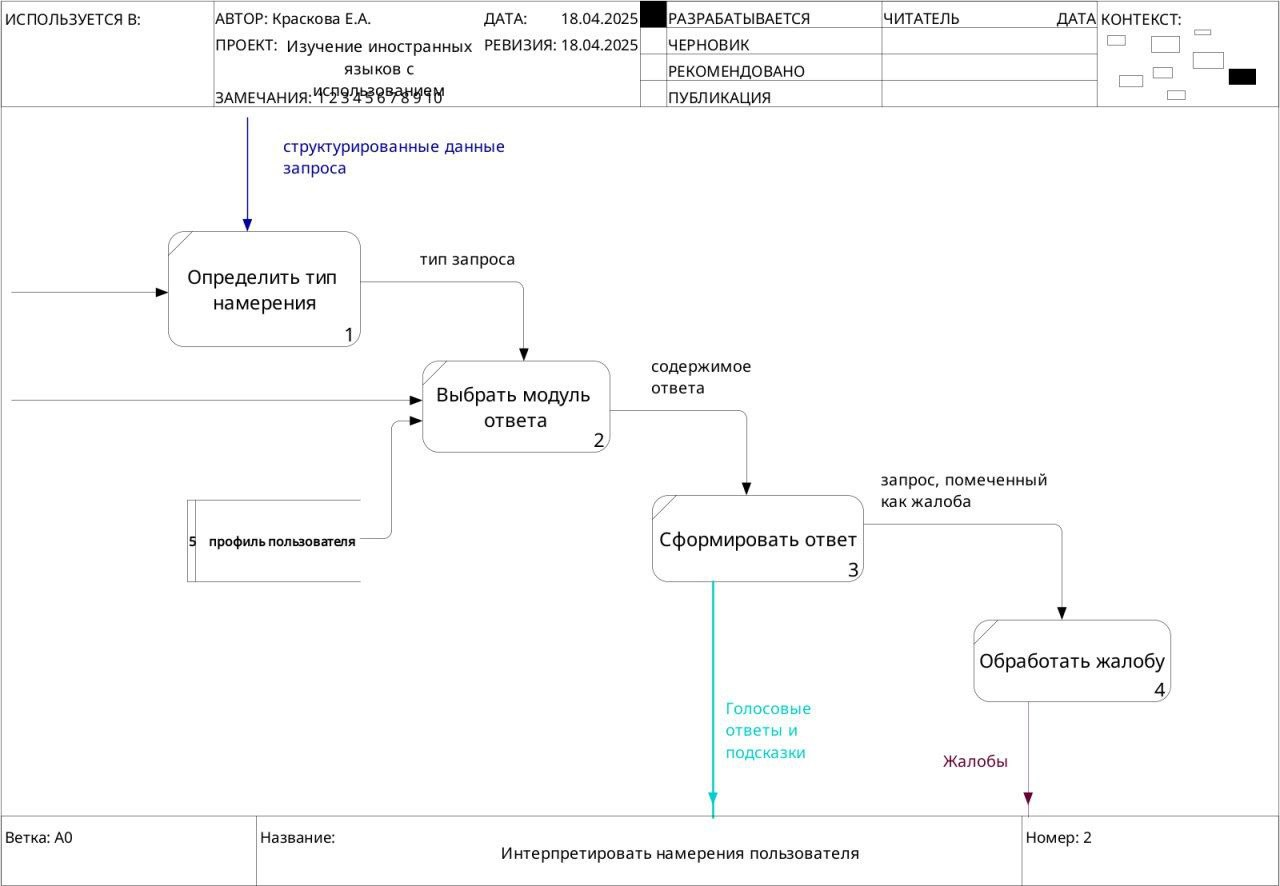 ИСПОЛЬЗУЕТСЯ В:
АВТОР: Краскова Е.А.
ДАТА: 18.04.2025
ПРОЕКТ: Изучение иностранных
языков с
использованием
РЕВИЗИЯ: 18.04.2025
ЗАМЕЧАНИЯ: 1 2 3 4 5 6 7 8 9 10
РАЗРАБАТЫВАЕТСЯ
ЧЕРНОВИК
РЕКОМЕНДОВАНО
ПУБЛИКАЦИЯ
ЧИТАТЕЛЬ
ДАТА
КОНТЕКСТ:
структурированные данные
запроса
Определить тип
намерения
1
тип запроса
Выбрать модуль
ответа
2
содержимое
ответа
5 профиль пользователя
Сформировать ответ
3
запрос, помеченный
как жалоба
Обработать жалобу
4
Голосовые
ответы и
подсказки
Жалобы
Ветка: A0
Название:
Интерпретировать намерения пользователя
Номер: 2